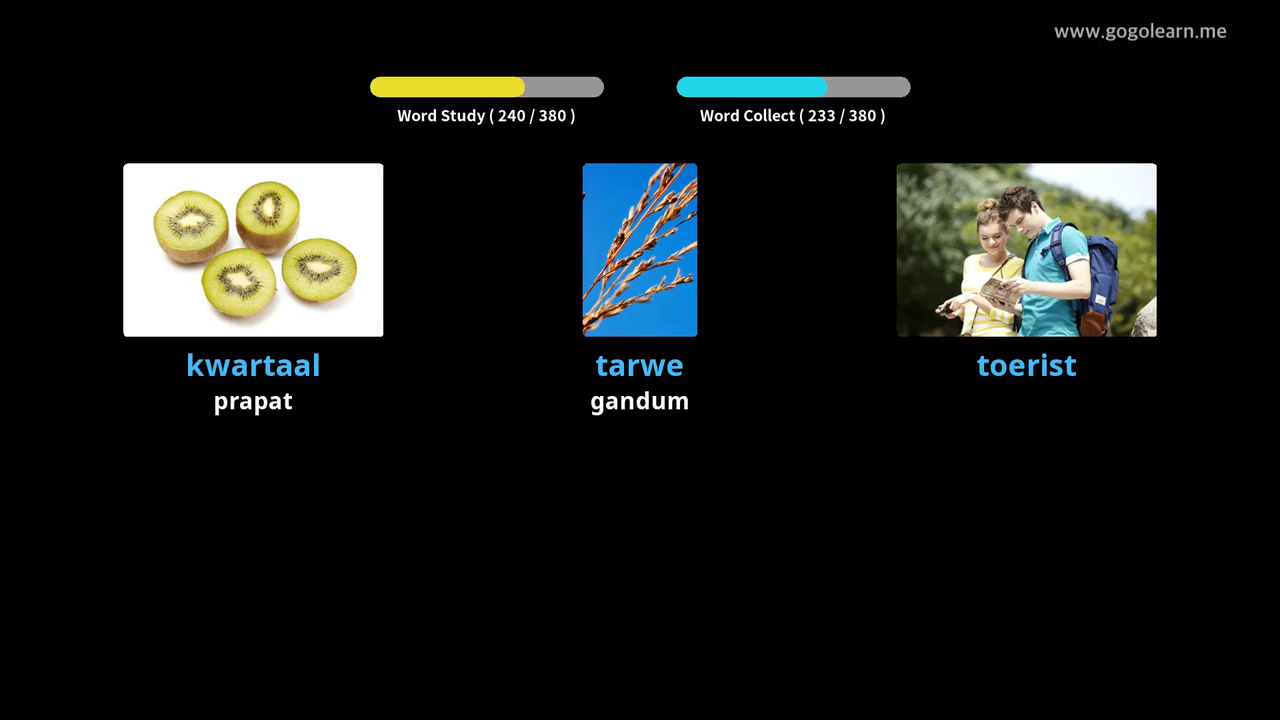 www.gogolearn.me
Word Study ( 240 / 380 )
Word Collect ( 233 / 380 )
kwartaal
prapat
tarwe
gandum
toerist